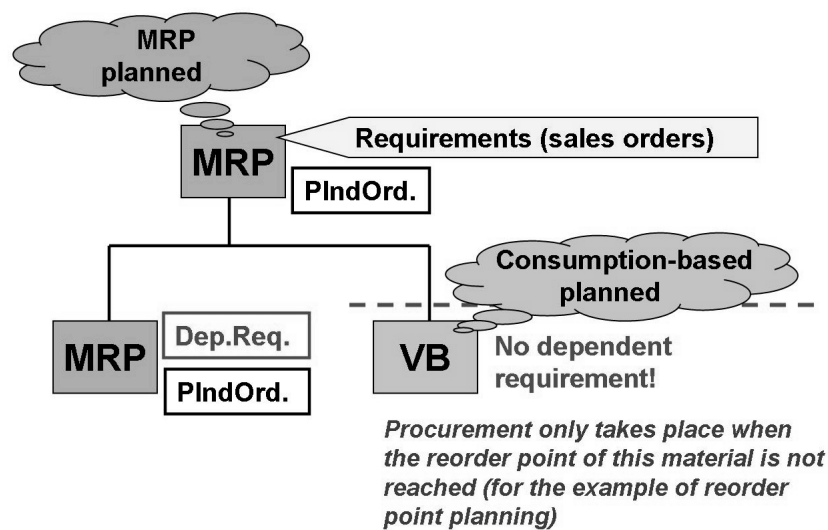 MRP
planned
Requirements (sales orders)
MRP
PlndOrd.
Consumption-based
planned
Dep.Req.
MRP
PlndOrd.
VB
No dependent
requirement!
Procurement only takes place when
the reorder point of this material is not
reached (for the example of reorder
point planning)